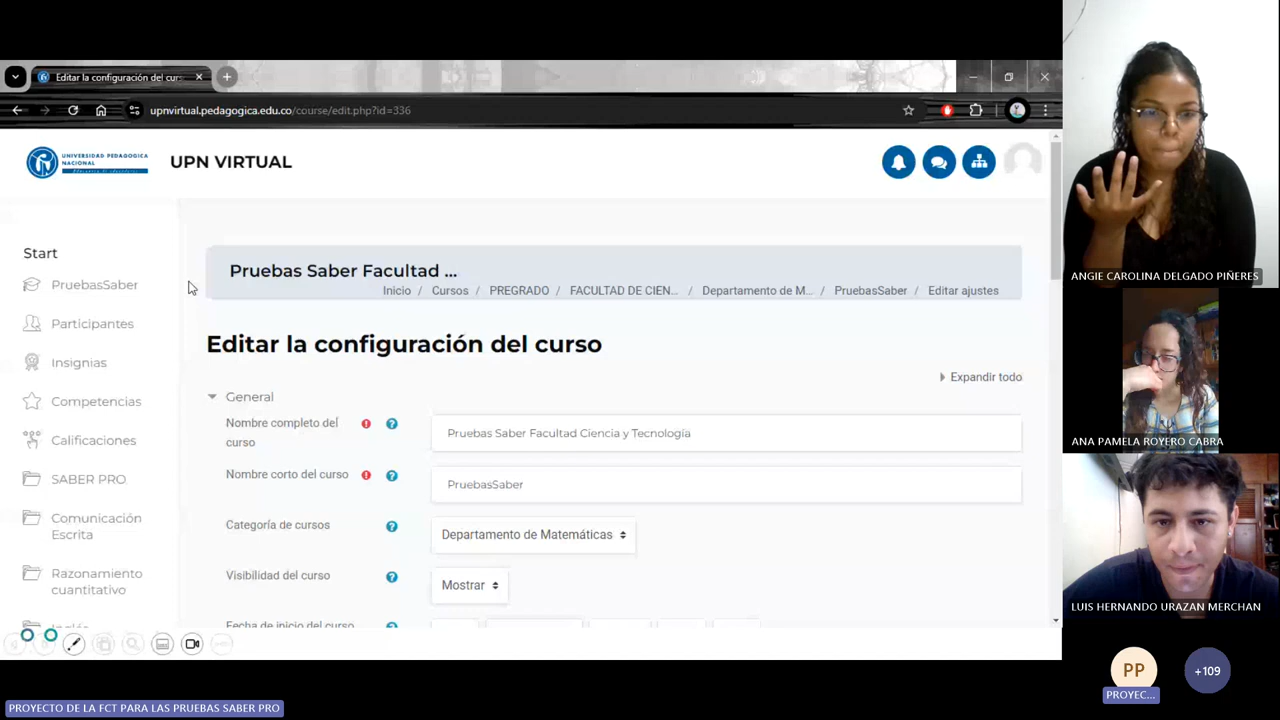 Editar la configuración del curs
upnvirtual.pedagogica.edu.co/course/edit.php?id=336
UNIVERSIDAD PEDAGOGICA
NACIONAL
UPN VIRTUAL
Start
PruebasSaber
Participantes
Insignias
Competencias
Calificaciones
SABER PRO
Comunicación
Escrita
Razonamiento
cuantitativo
Inglés
Pruebas Saber Facultad ...
Inicio / Cursos / PREGRADO / FACULTAD DE CIEN... / Departamento de M... / PruebasSaber / Editar ajustes
Editar la configuración del curso
Expandir todo
General
Nombre completo del
curso
Pruebas Saber Facultad Ciencia y Tecnología
Nombre corto del curso
PruebasSaber
Categoría de cursos
Departamento de Matemáticas
Visibilidad del curso
Mostrar
Fecha de inicio del curso
ANGIE CAROLINA DELGADO PIÑERES
ANA PAMELA ROYERO CABRA
LUIS HERNANDO URAZAN MERCHAN
PP
+109
PROYEC...
PROYECTO DE LA FCT PARA LAS PRUEBAS SABER PRO